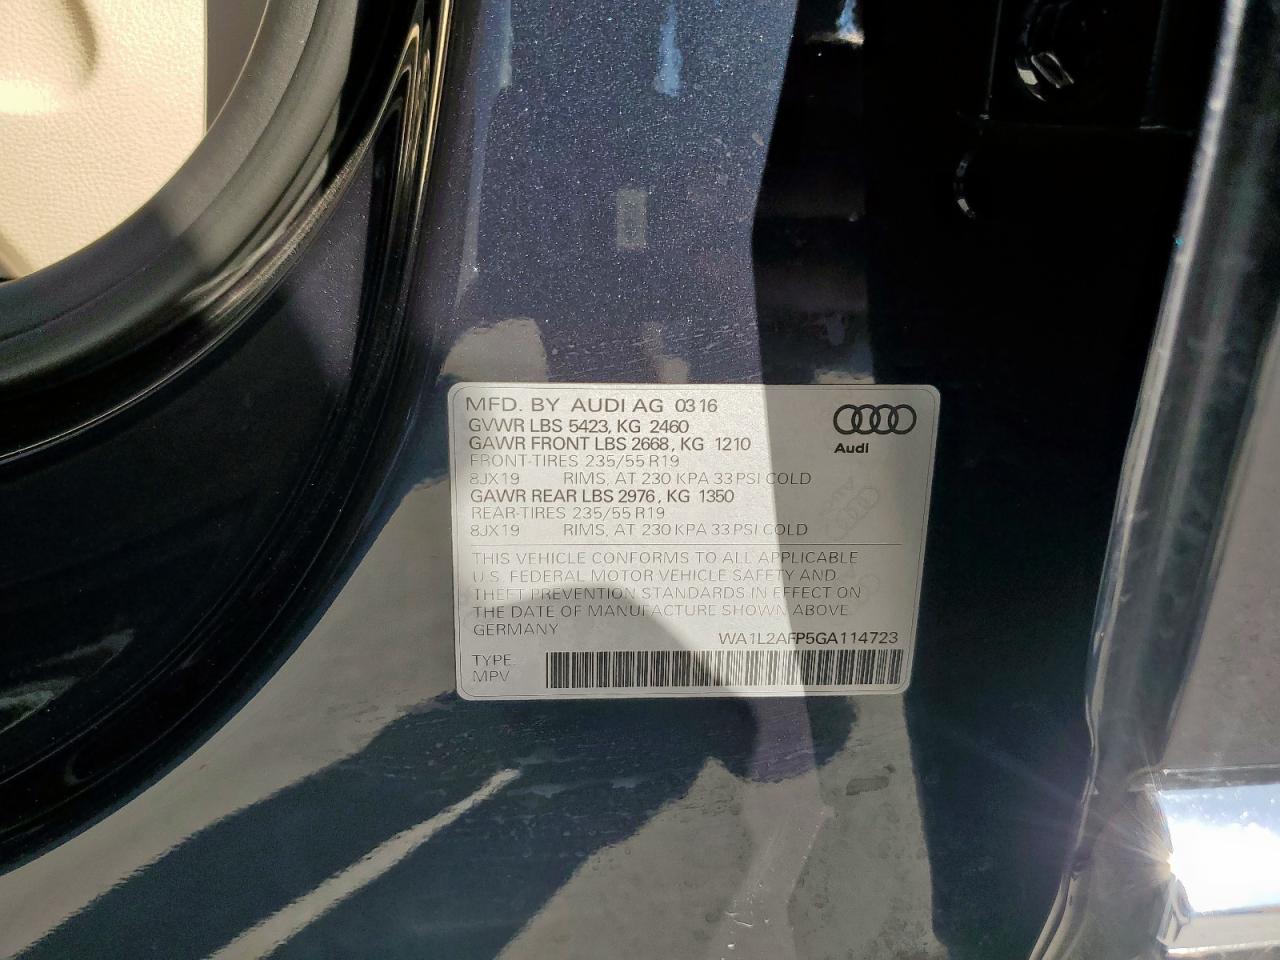 MFD. BY AUDI AG 03 16
GVWR LBS 5423, KG 2460
GAWR FRONT LBS 2668, KG 1210
FRONT-TIRES 235/55 R19
8JX19 RIMS, AT 230 KPA 33 PSI COLD
GAWR REAR LBS 2976, KG 1350
REAR-TIRES 235/55 R19
8JX19 RIMS, AT 230 KPA 33 PSI COLD
Audi
THIS VEHICLE CONFORMS TO ALL APPLICABLE
U.S. FEDERAL MOTOR VEHICLE SAFETY AND
THEFT PREVENTION STANDARDS IN EFFECT ON
THE DATE OF MANUFACTURE SHOWN ABOVE
GERMANY
WA1L2AFP5GA114723
TYPE:
MPV